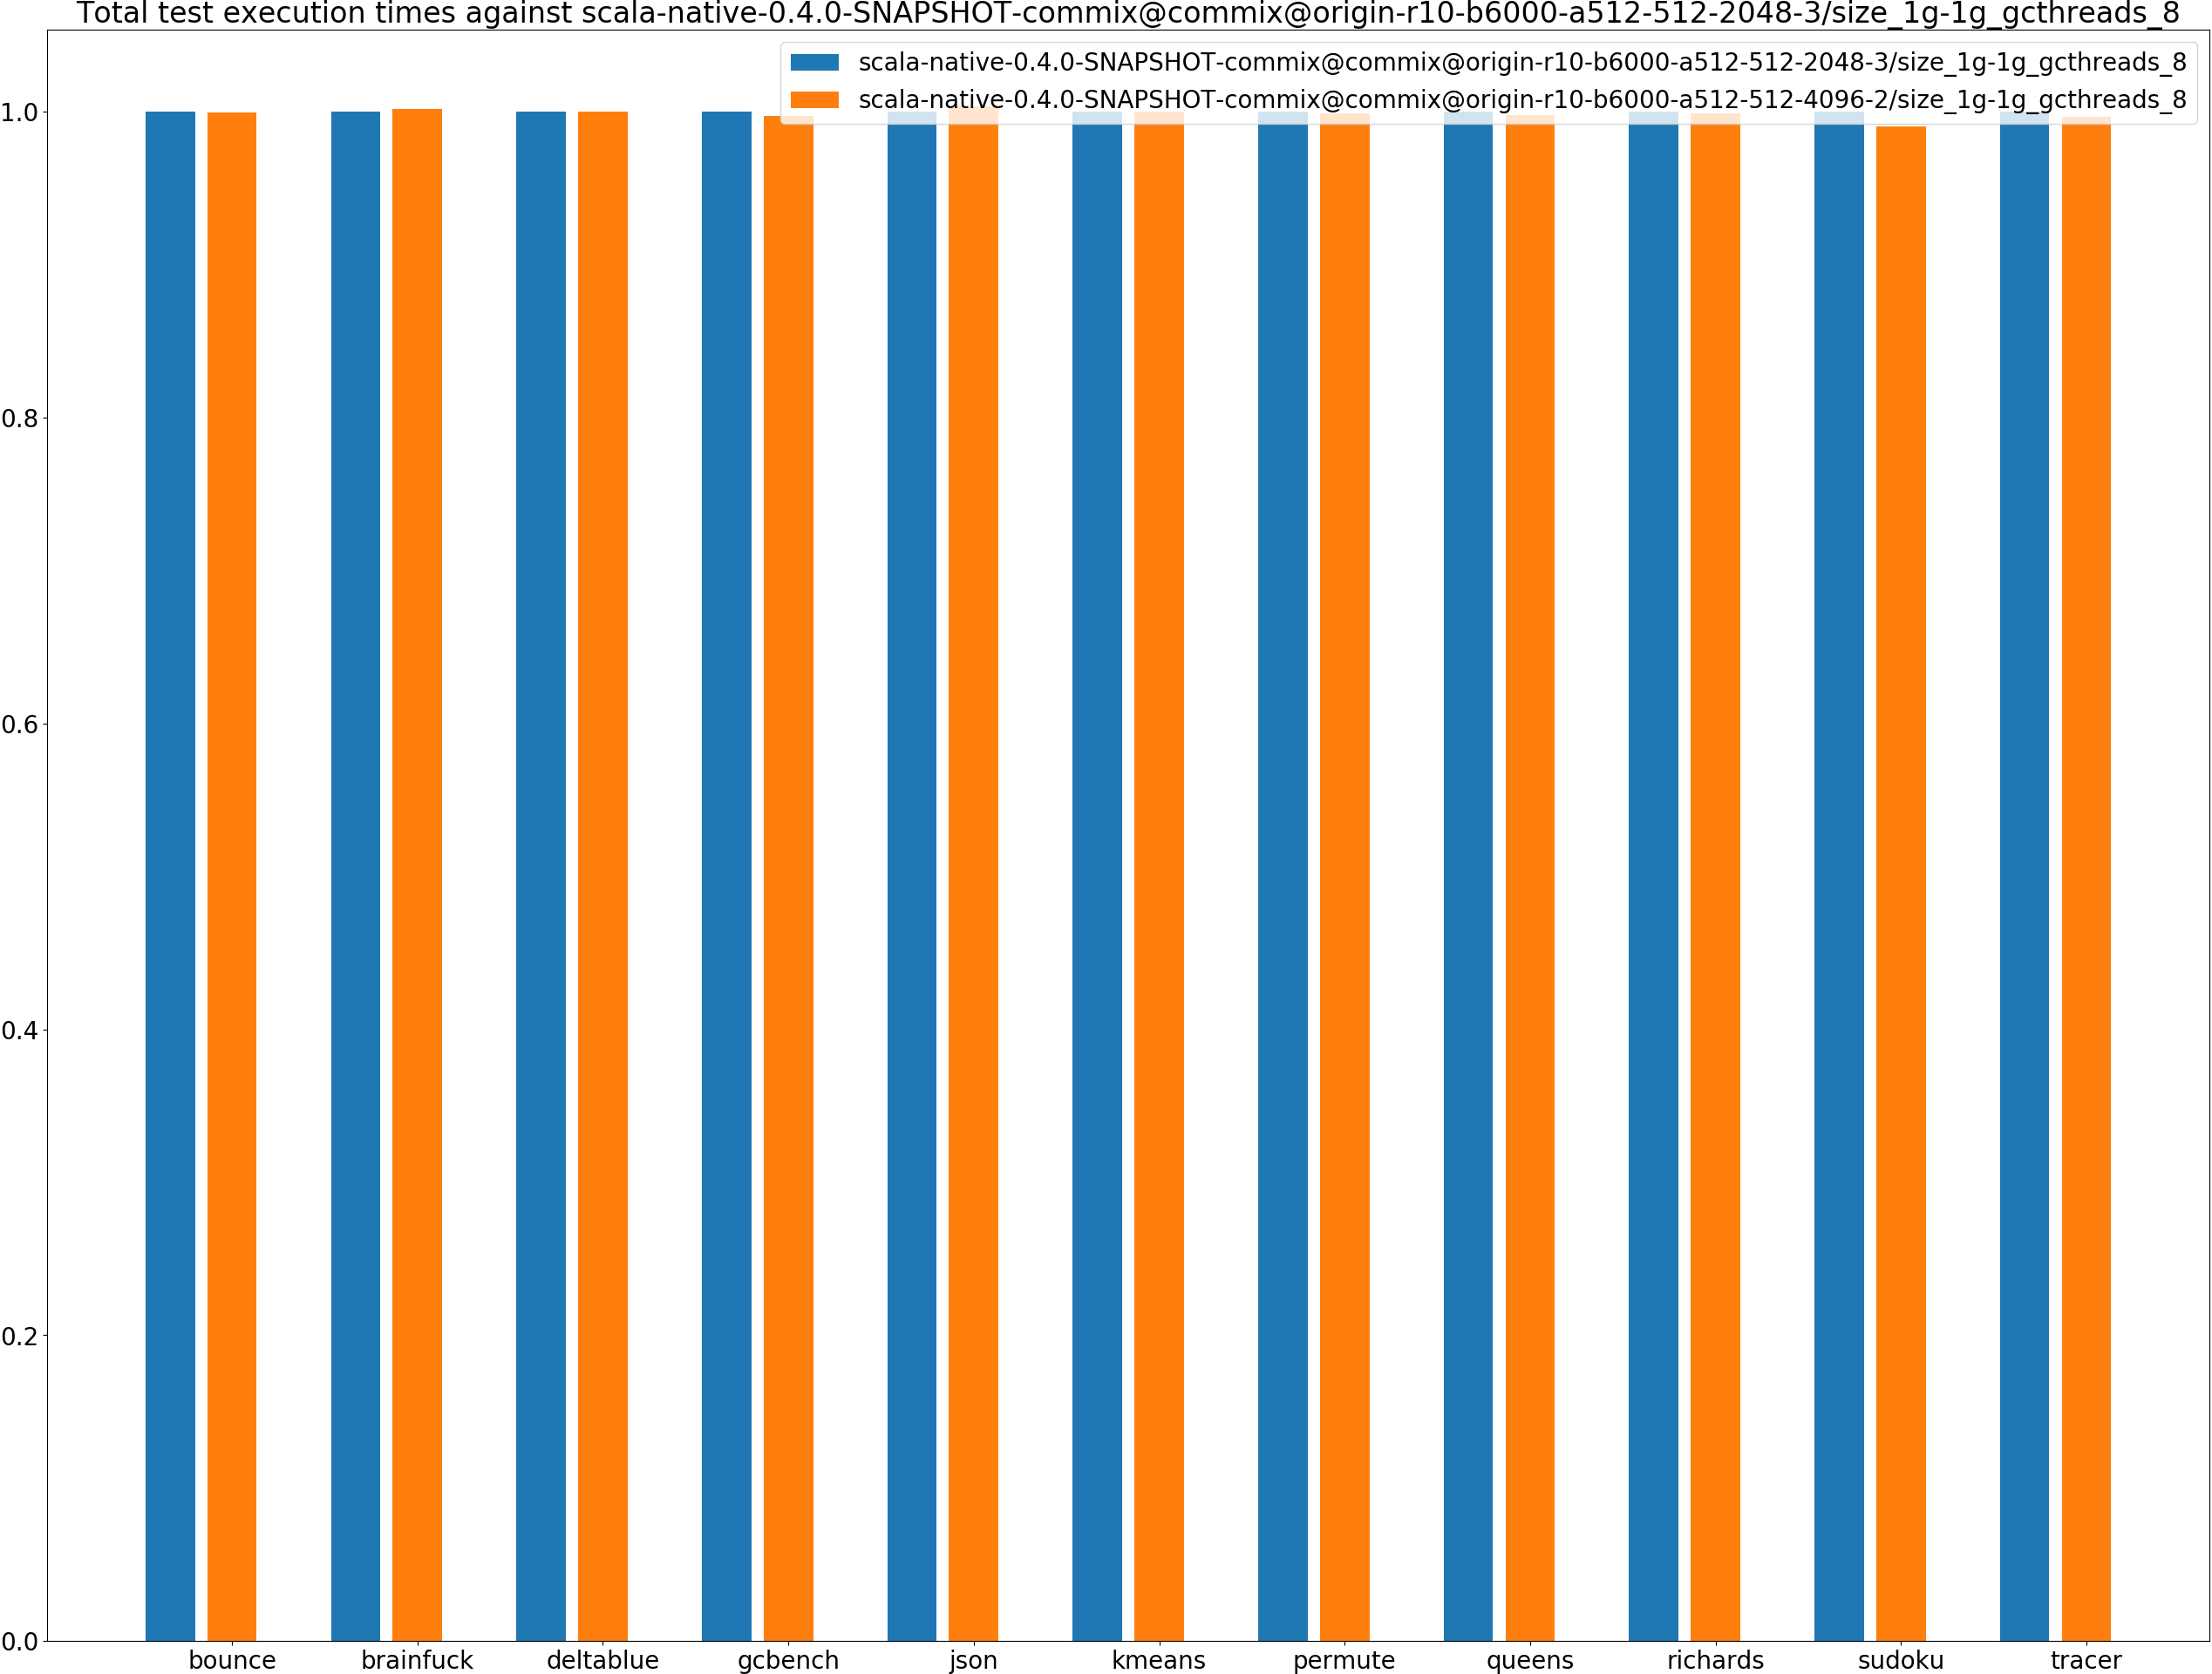 Total test execution times against scala-native-0.4.0-SNAPSHOT-commix@commix@origin-r10-b6000-a512-512-2048-3/size_1g-1g_gcthreads_8
scala-native-0.4.0-SNAPSHOT-commix@commix@origin-r10-b6000-a512-512-2048-3/size_1g-1g_gcthreads_8
scala-native-0.4.0-SNAPSHOT-commix@commix@origin-r10-b6000-a512-512-4096-2/size_1g-1g_gcthreads_8
1.0
0.8
0.6
0.4
0.2
0.0
bounce brainfuck deltablue gcbench json kmeans permute queens richards sudoku tracer